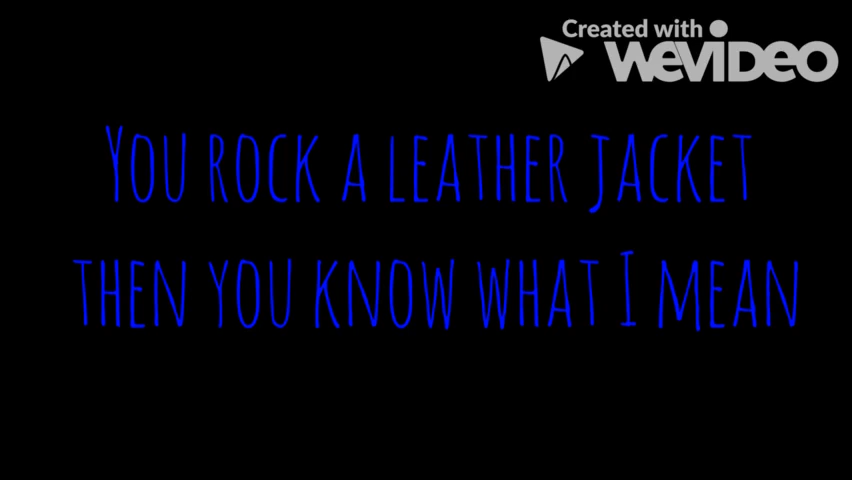 Created with
WEVIDEO
YOU ROCK A LEATHER JACKET
THEN YOU KNOW WHAT I MEAN